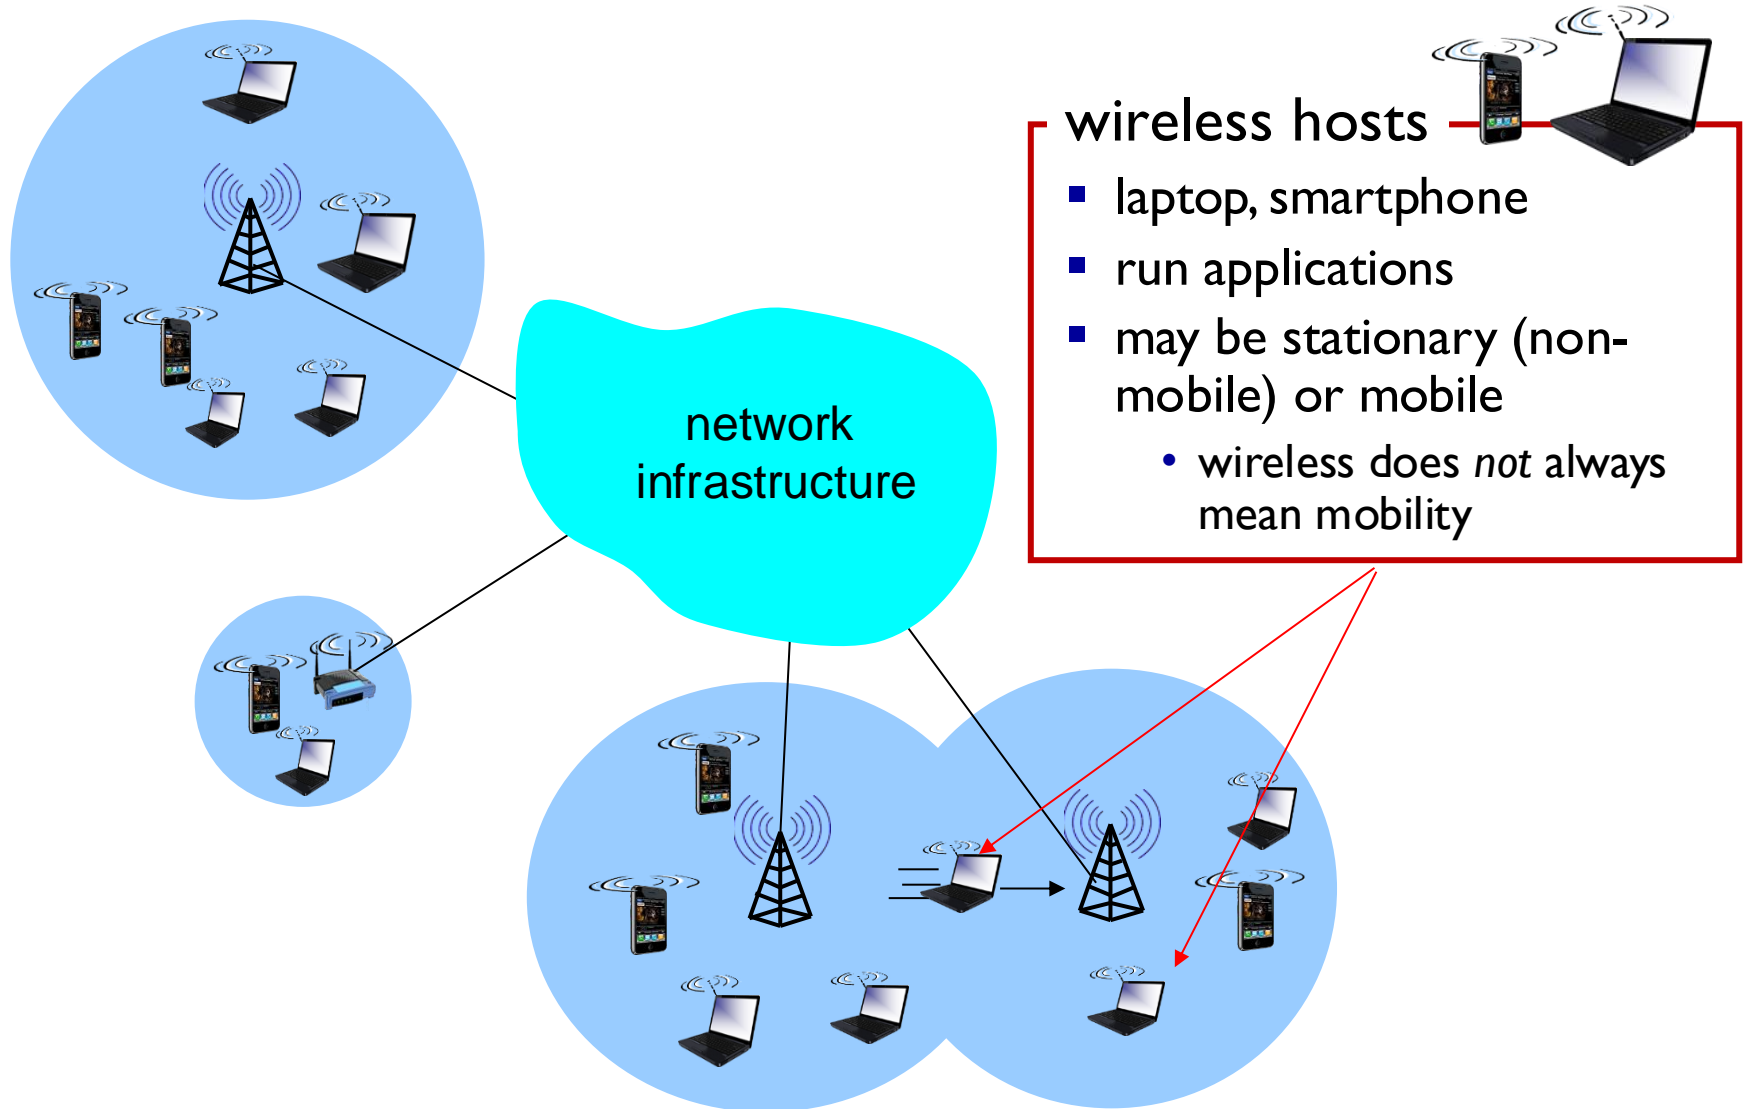 wireless hosts
▪ laptop, smartphone
▪ run applications
▪ may be stationary (non-
mobile) or mobile
• wireless does not always
mean mobility
network
infrastructure